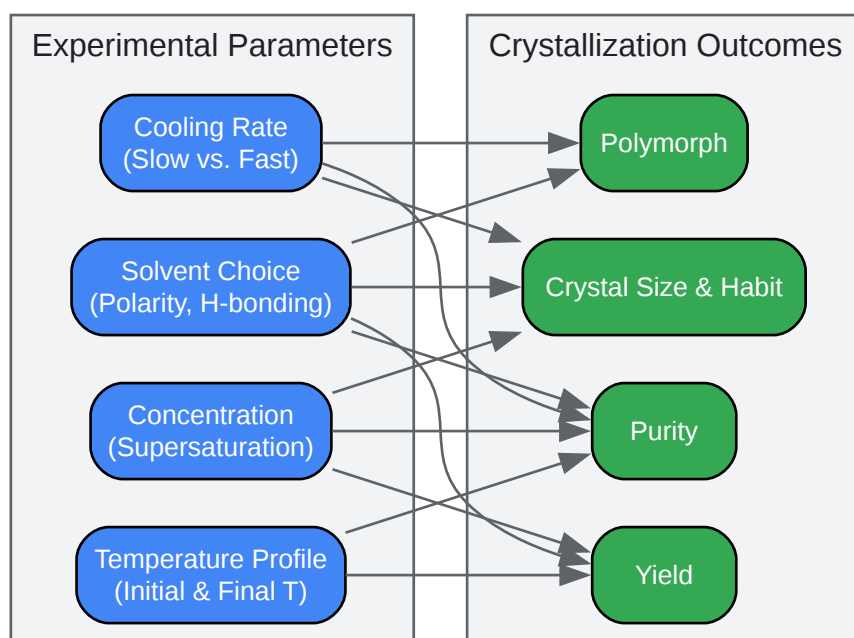 Experimental Parameters
Cooling Rate
(Slow vs. Fast)
Solvent Choice
(Polarity, H-bonding)
Concentration
(Supersaturation)
Temperature Profile
(Initial & Final T)
Crystallization Outcomes
Polymorph
Crystal Size & Habit
Purity
Yield